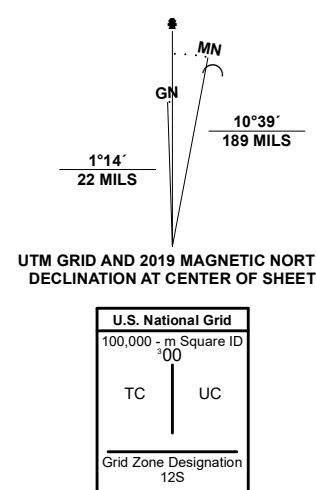 MN
GN
10°39´
189 MILS
1°14´
22 MILS
UTM GRID AND 2019 MAGNETIC NORT
DECLINATION AT CENTER OF SHEET
U.S. National Grid
100,000 - m Square ID
³00
TC UC
Grid Zone Designation
12S